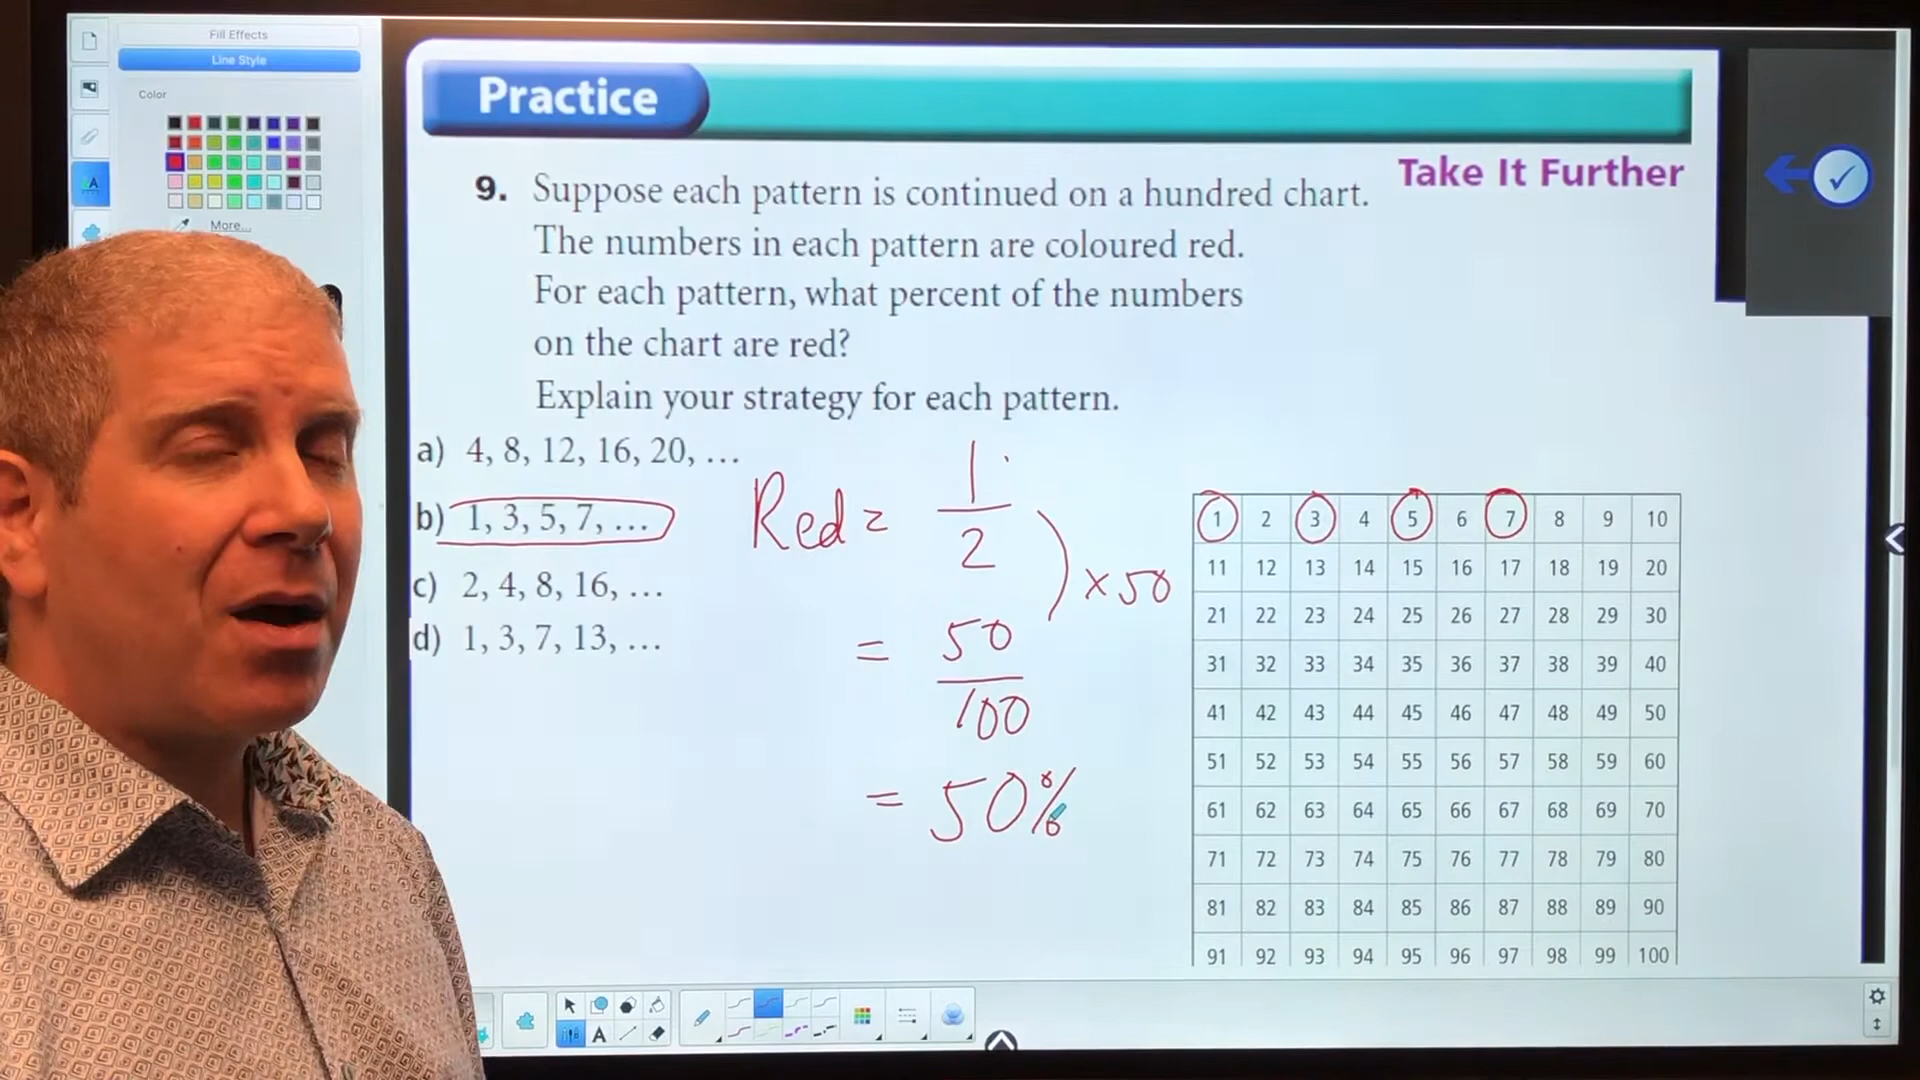 Fill Effects
Line Style
Color
More...
Practice
Take It Further
9. Suppose each pattern is continued on a hundred chart.
The numbers in each pattern are coloured red.
For each pattern, what percent of the numbers
on the chart are red?
Explain your strategy for each pattern.
a) 4, 8, 12, 16, 20, …
b) 1, 3, 5, 7, …
c) 2, 4, 8, 16, …
d) 1, 3, 7, 13, …
Red = 1
2
× 50
= 50
100
= 50%
1 2 3 4 5 6 7 8 9 10
11 12 13 14 15 16 17 18 19 20
21 22 23 24 25 26 27 28 29 30
31 32 33 34 35 36 37 38 39 40
41 42 43 44 45 46 47 48 49 50
51 52 53 54 55 56 57 58 59 60
61 62 63 64 65 66 67 68 69 70
71 72 73 74 75 76 77 78 79 80
81 82 83 84 85 86 87 88 89 90
91 92 93 94 95 96 97 98 99 100
A
A